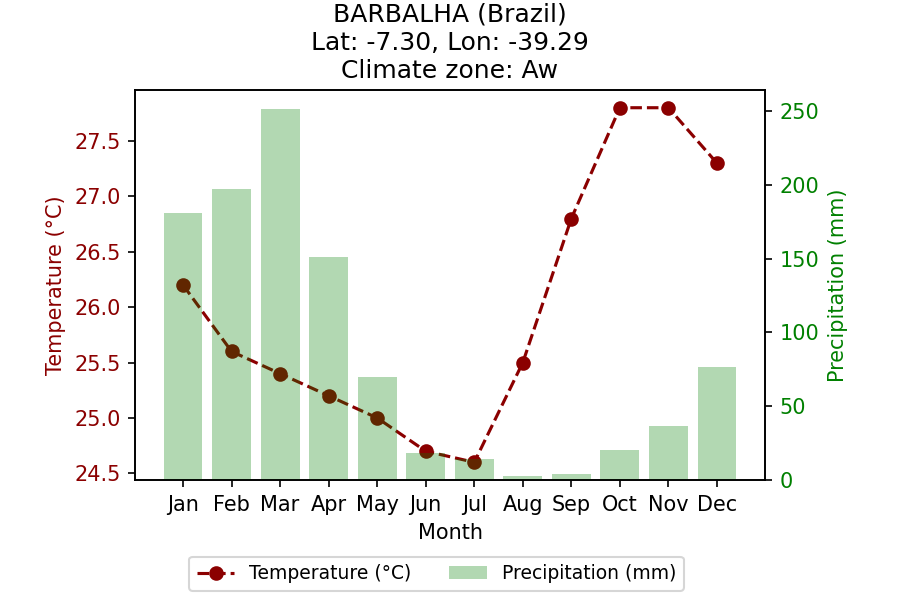 BARBALHA (Brazil)
Lat: -7.30, Lon: -39.29
Climate zone: Aw
Temperature (°C)
27.5
27.0
26.5
26.0
25.5
25.0
24.5
250
200
150
100
50
0
Precipitation (mm)
Jan Feb Mar Apr May Jun Jul Aug Sep Oct Nov Dec
Month
Temperature (°C) Precipitation (mm)